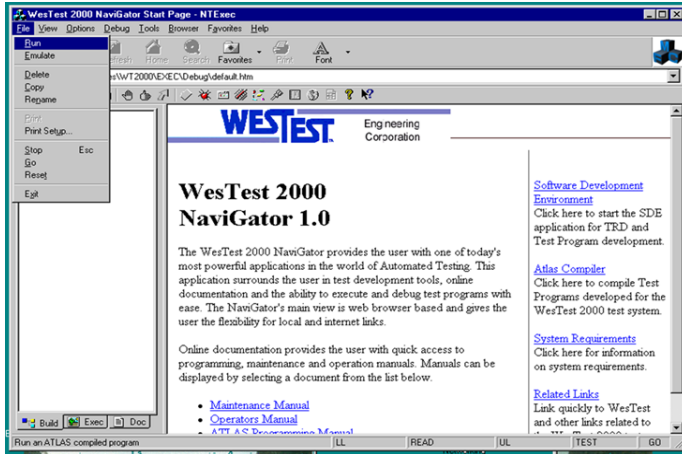 WesTest 2000 NaviGator Start Page - NTExec
File View Options Debug Tools Browser Favorites Help
Run
Emulate
Delete
Copy
Rename
Print
Print Setup...
Stop Esc
Go
Reset
Exit
Home Search Favorites Print Font
\WT2000\EXEC\Debug\default.htm
WESTEST Engineering
Corporation
WesTest 2000
NaviGator 1.0
The WesTest 2000 NaviGator provides the user with one of today's
most powerful applications in the world of Automated Testing. This
application surrounds the user in test development tools, online
documentation and the ability to execute and debug test programs with
ease. The NaviGator's main view is web browser based and gives the
user the flexibility for local and internet links.
Online documentation provides the user with quick access to
programming, maintenance and operation manuals. Manuals can be
displayed by selecting a document from the list below.
• Maintenance Manual
• Operators Manual
• ATLAS Programming Manual
Software Development
Environment
Click here to start the SDE
application for TRD and
Test Program development.
Atlas Compiler
Click here to compile Test
Programs developed for the
WesTest 2000 test system.
System Requirements
Click here for information
on system requirements.
Related Links
Link quickly to WesTest
and other links related to
Build Exec Doc
Run an ATLAS compiled program LL READ UL TEST GO